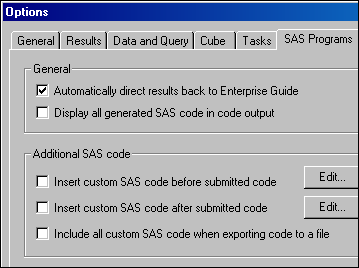 Options
General Results Data and Query Cube Tasks SAS Programs
General
Automatically direct results back to Enterprise Guide
Display all generated SAS code in code output
Additional SAS code
Insert custom SAS code before submitted code Edit...
Insert custom SAS code after submitted code Edit...
Include all custom SAS code when exporting code to a file